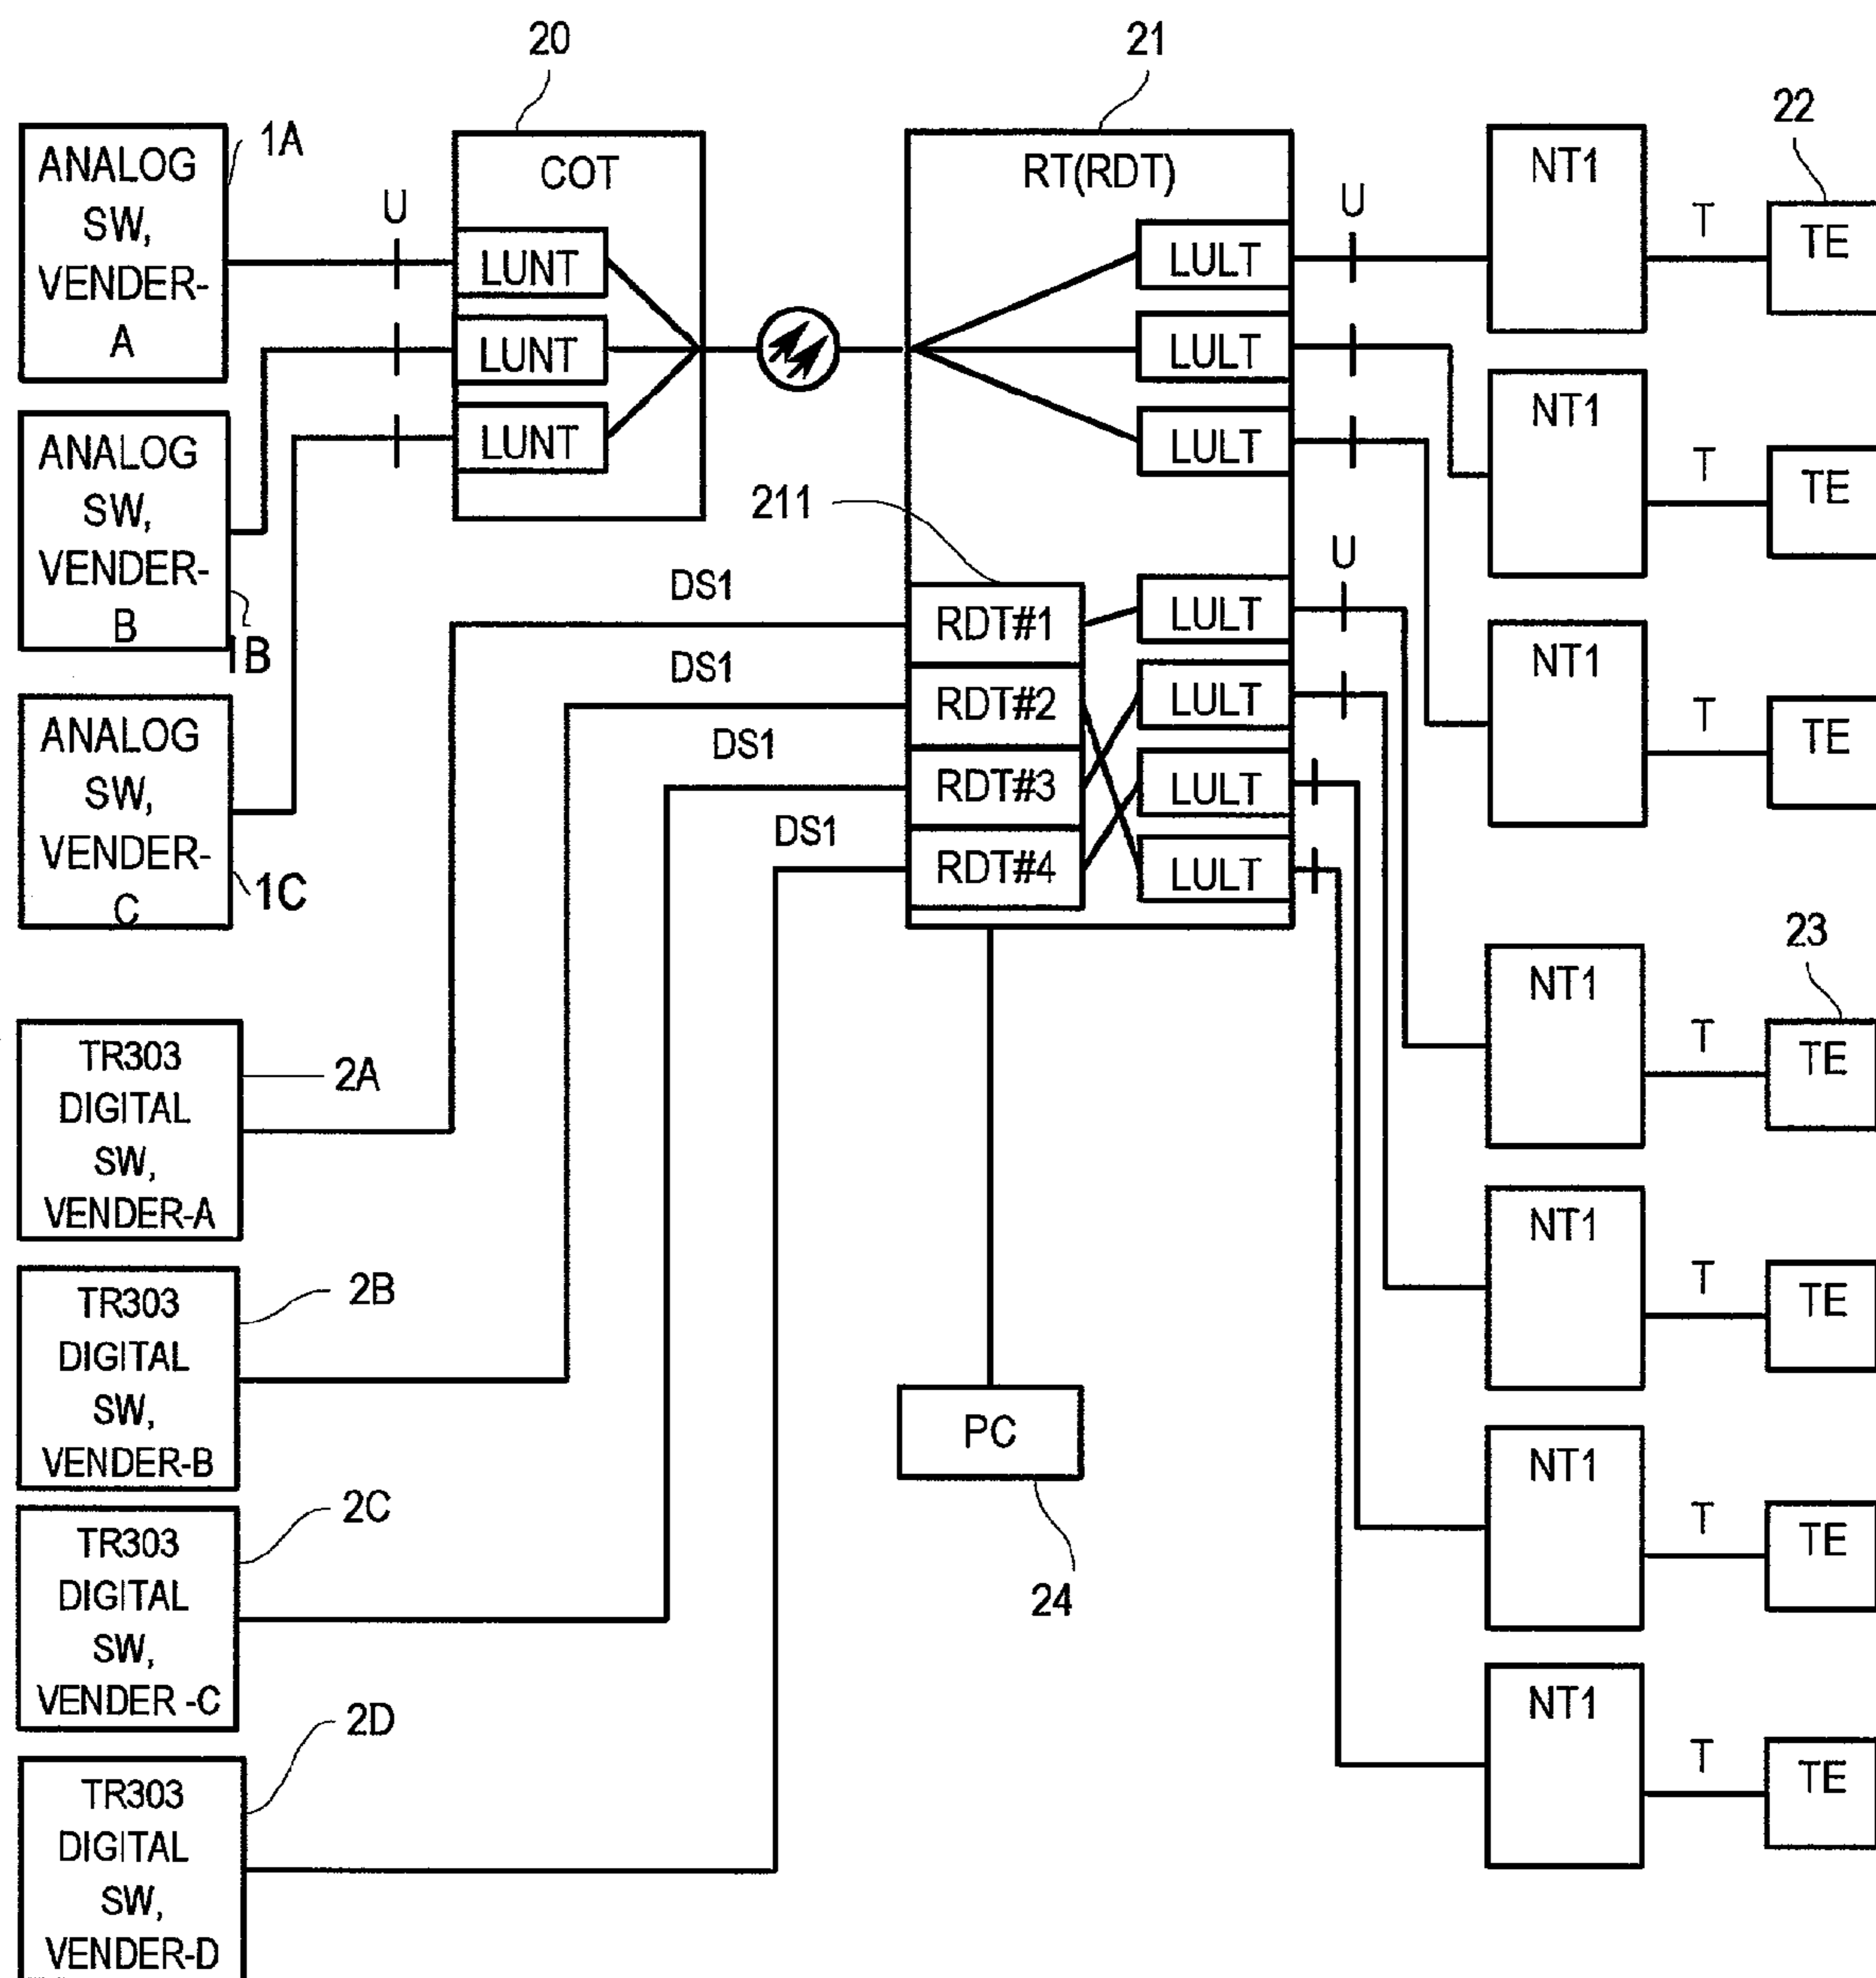 20
21
22
1A
ANALOG
SW,
VENDER-
A
U
COT
LUNT
LUNT
LUNT
RT(RDT)
LULT
LULT
LULT
U
NT1
T
TE
ANALOG
SW,
VENDER-
B
1B
NT1
T
TE
ANALOG
SW,
VENDER-
C
1C
NT1
T
TE
211
DS1
DS1
DS1
DS1
RDT#1
RDT#2
RDT#3
RDT#4
LULT
LULT
LULT
LULT
U
23
TR303
DIGITAL
SW,
VENDER-A
2A
NT1
T
TE
TR303
DIGITAL
SW,
VENDER-B
2B
NT1
T
TE
PC
24
TR303
DIGITAL
SW,
VENDER -C
2C
NT1
T
TE
TR303
DIGITAL
SW,
VENDER-D
2D
NT1
T
TE